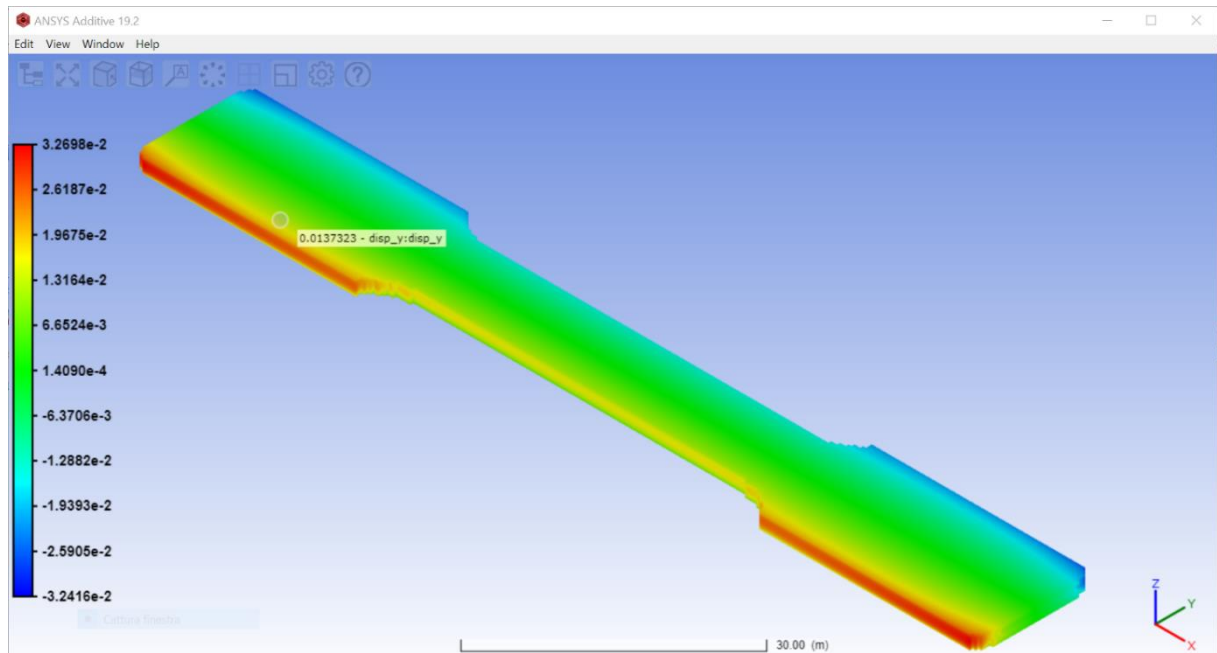 ANSYS Additive 19.2
Edit View Window Help
3.2698e-2
2.6187e-2
1.9675e-2
1.3164e-2
6.6524e-3
1.4090e-4
-6.3706e-3
-1.2882e-2
-1.9393e-2
-2.5905e-2
-3.2416e-2
0.0137323 - disp_y:disp_y
Cattura finestra
30.00 (m)
Z
Y
X